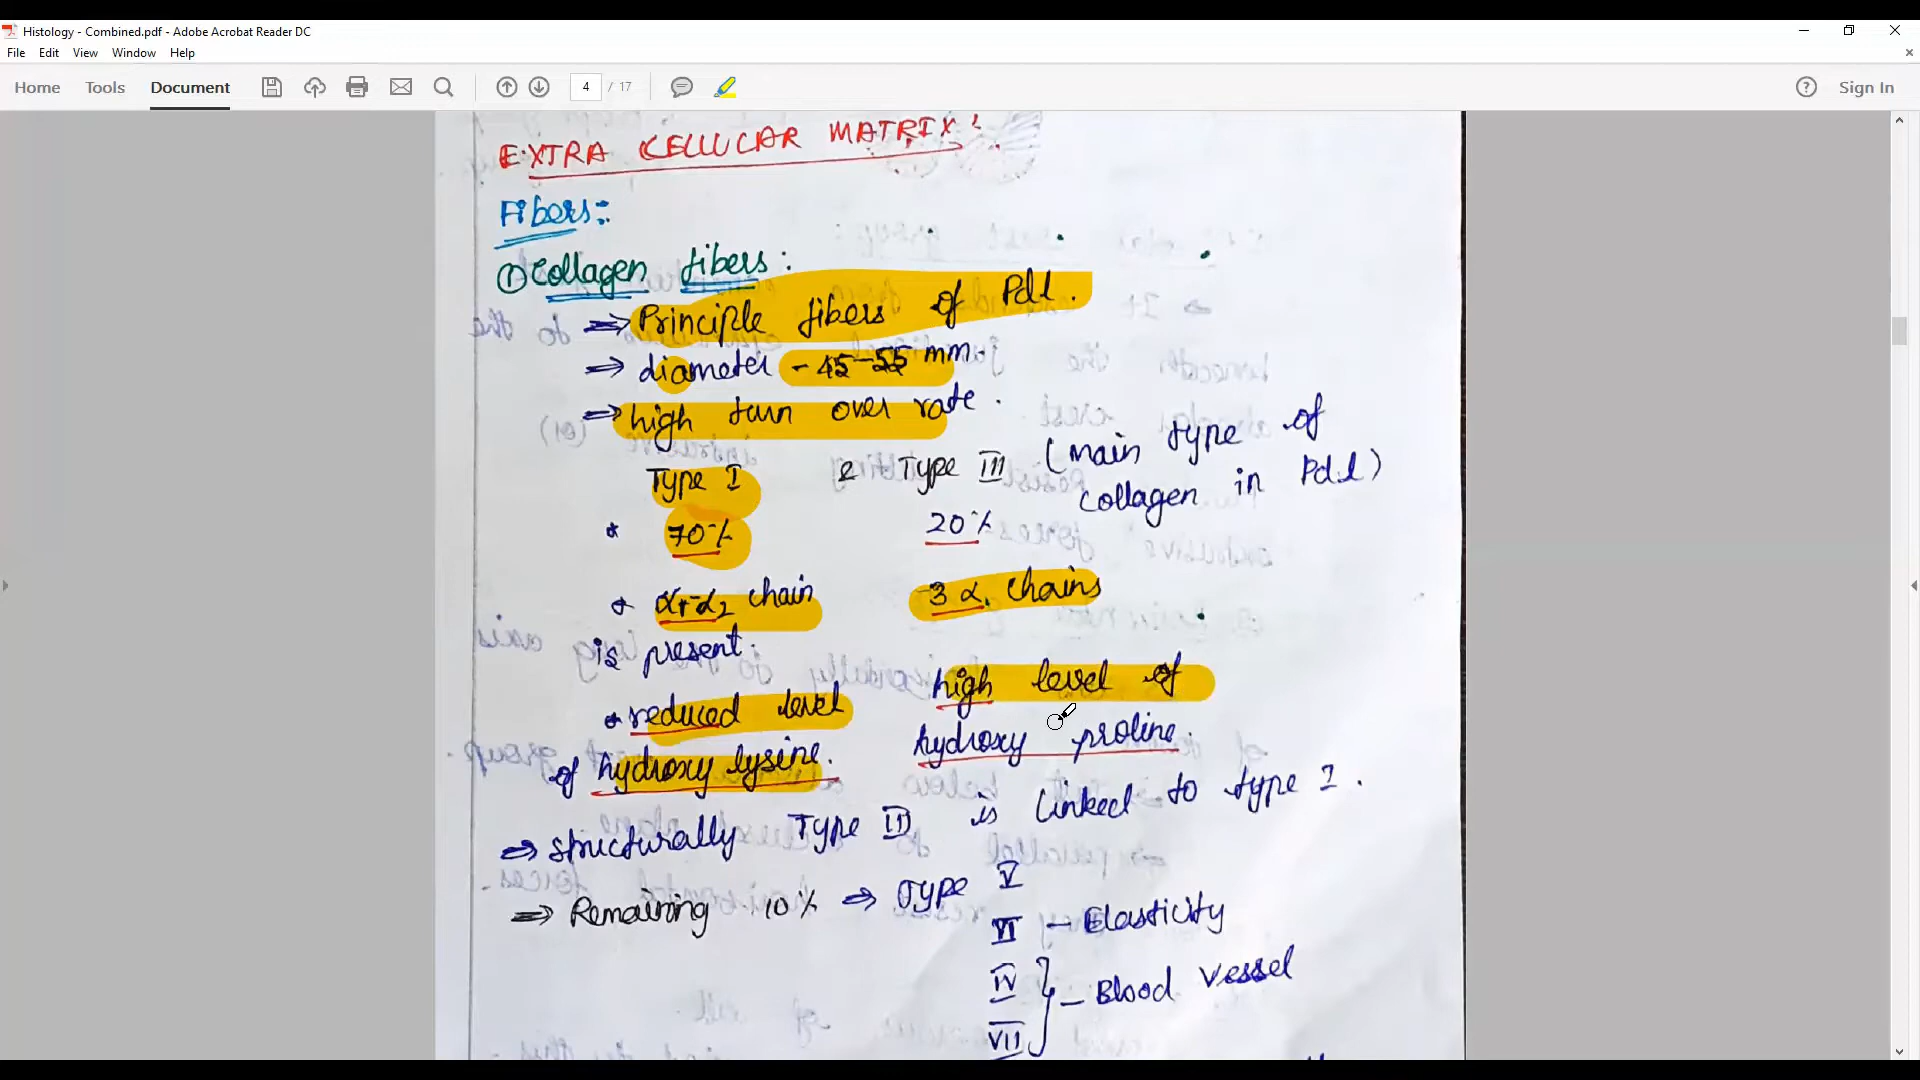 Histology - Combined.pdf - Adobe Acrobat Reader DC
File Edit View Window Help
Home Tools Document 4 / 17 Sign In
EXTRA CELLULAR MATRIX:
Fibers:
① Collagen fibers:
⇒ Principle fibers of Pdl.
⇒ diameter - 45-55 mm.
⇒ high turn over rate.
Type I & Type III (main type of
collagen in Pdl)
* 70% 20%
* α1-α2 chain 3 α1 chains
is present.
* reduced level high level of
of hydroxy lysine. hydroxy proline.
⇒ structurally Type III is linked to type I.
⇒ Remaining 10% ⇒ Type V
VI - Elasticity
IV } - Blood Vessel
VII